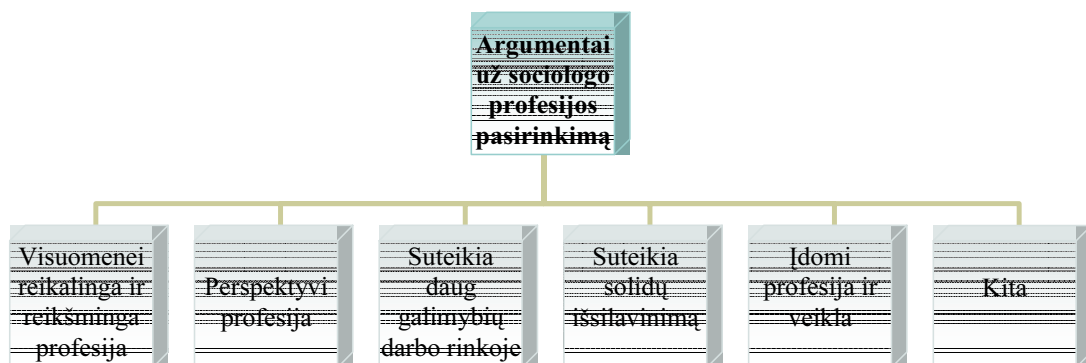 Argumentai
už sociologo
profesijos
pasirinkimą
Visuomenei
reikalinga ir
reikšminga
profesija
Perspektyvi
profesija
Suteikia
daug
galimybių
darbo rinkoje
Suteikia
solidų
išsilavinimą
Įdomi
profesija ir
veikla
Kita